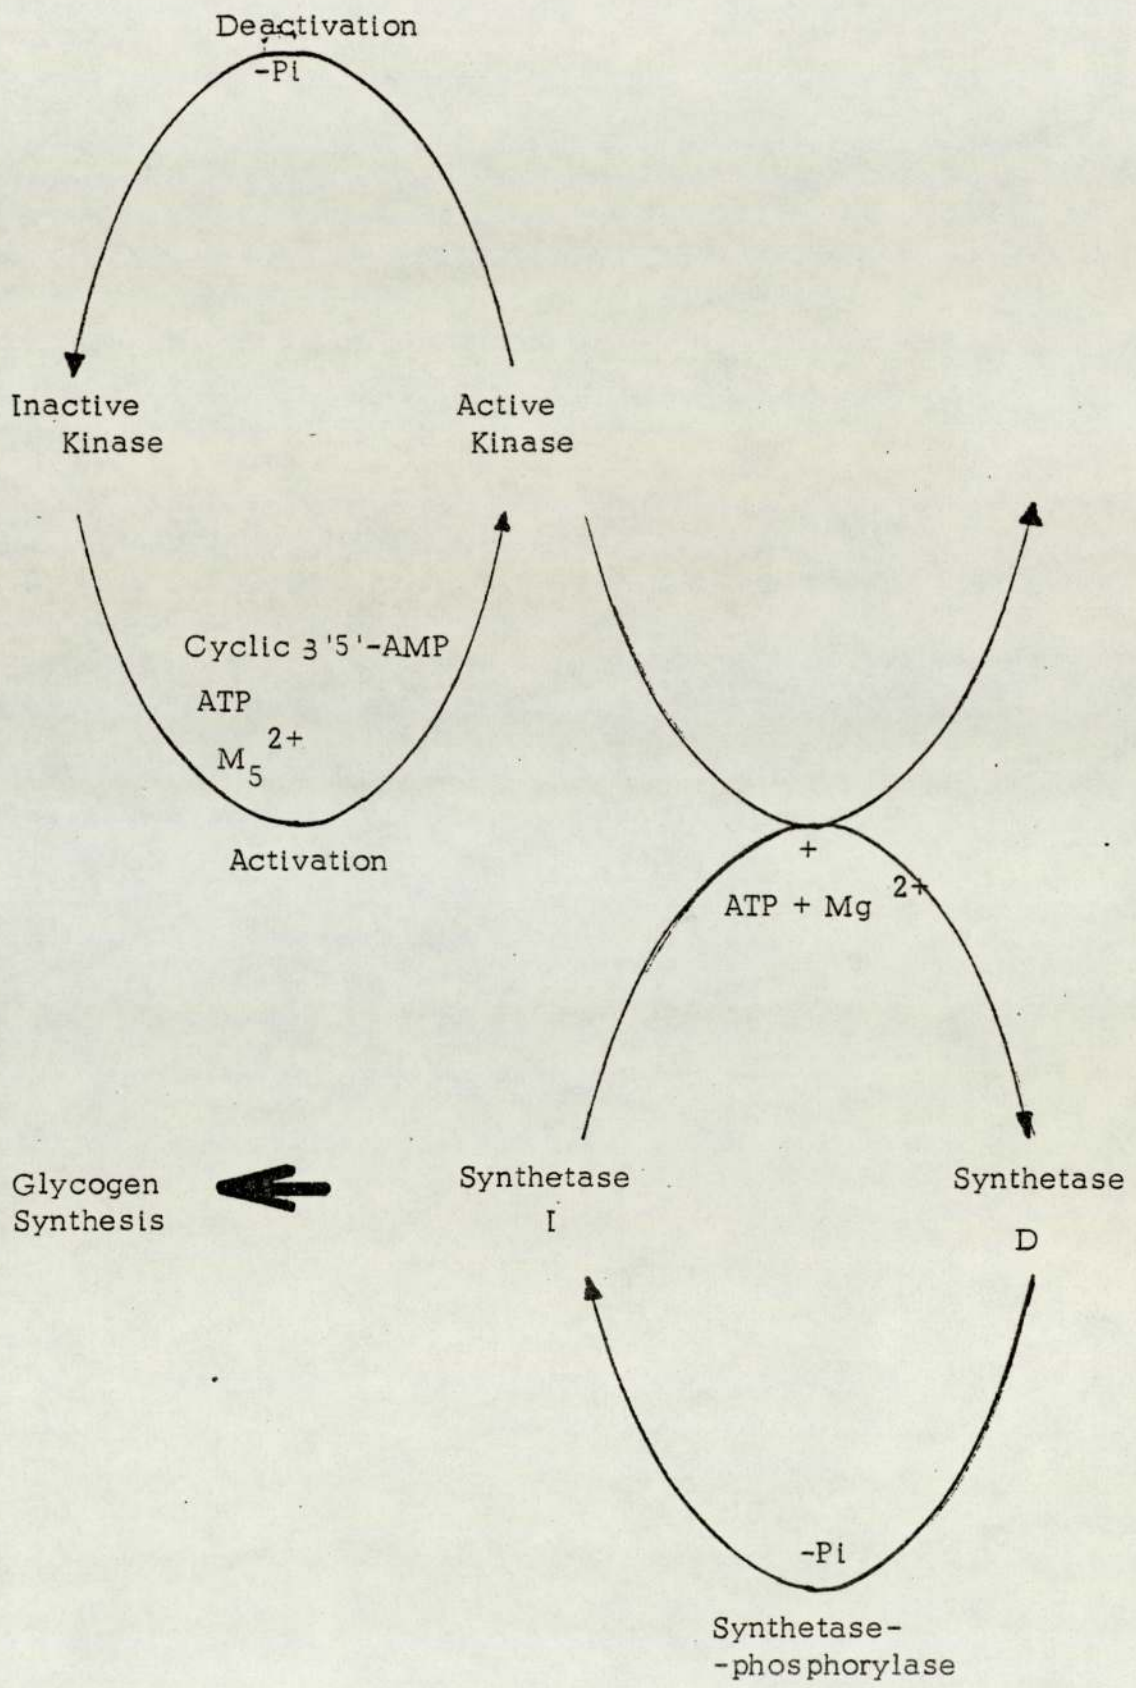 Deactivation
-Pi
Inactive
Kinase
Active
Kinase
Cyclic 3'5'-AMP
ATP
M5 2+
Activation
+
ATP + Mg 2+
Glycogen
Synthesis
Synthetase
I
Synthetase
D
-Pi
Synthetase-
-phosphorylase